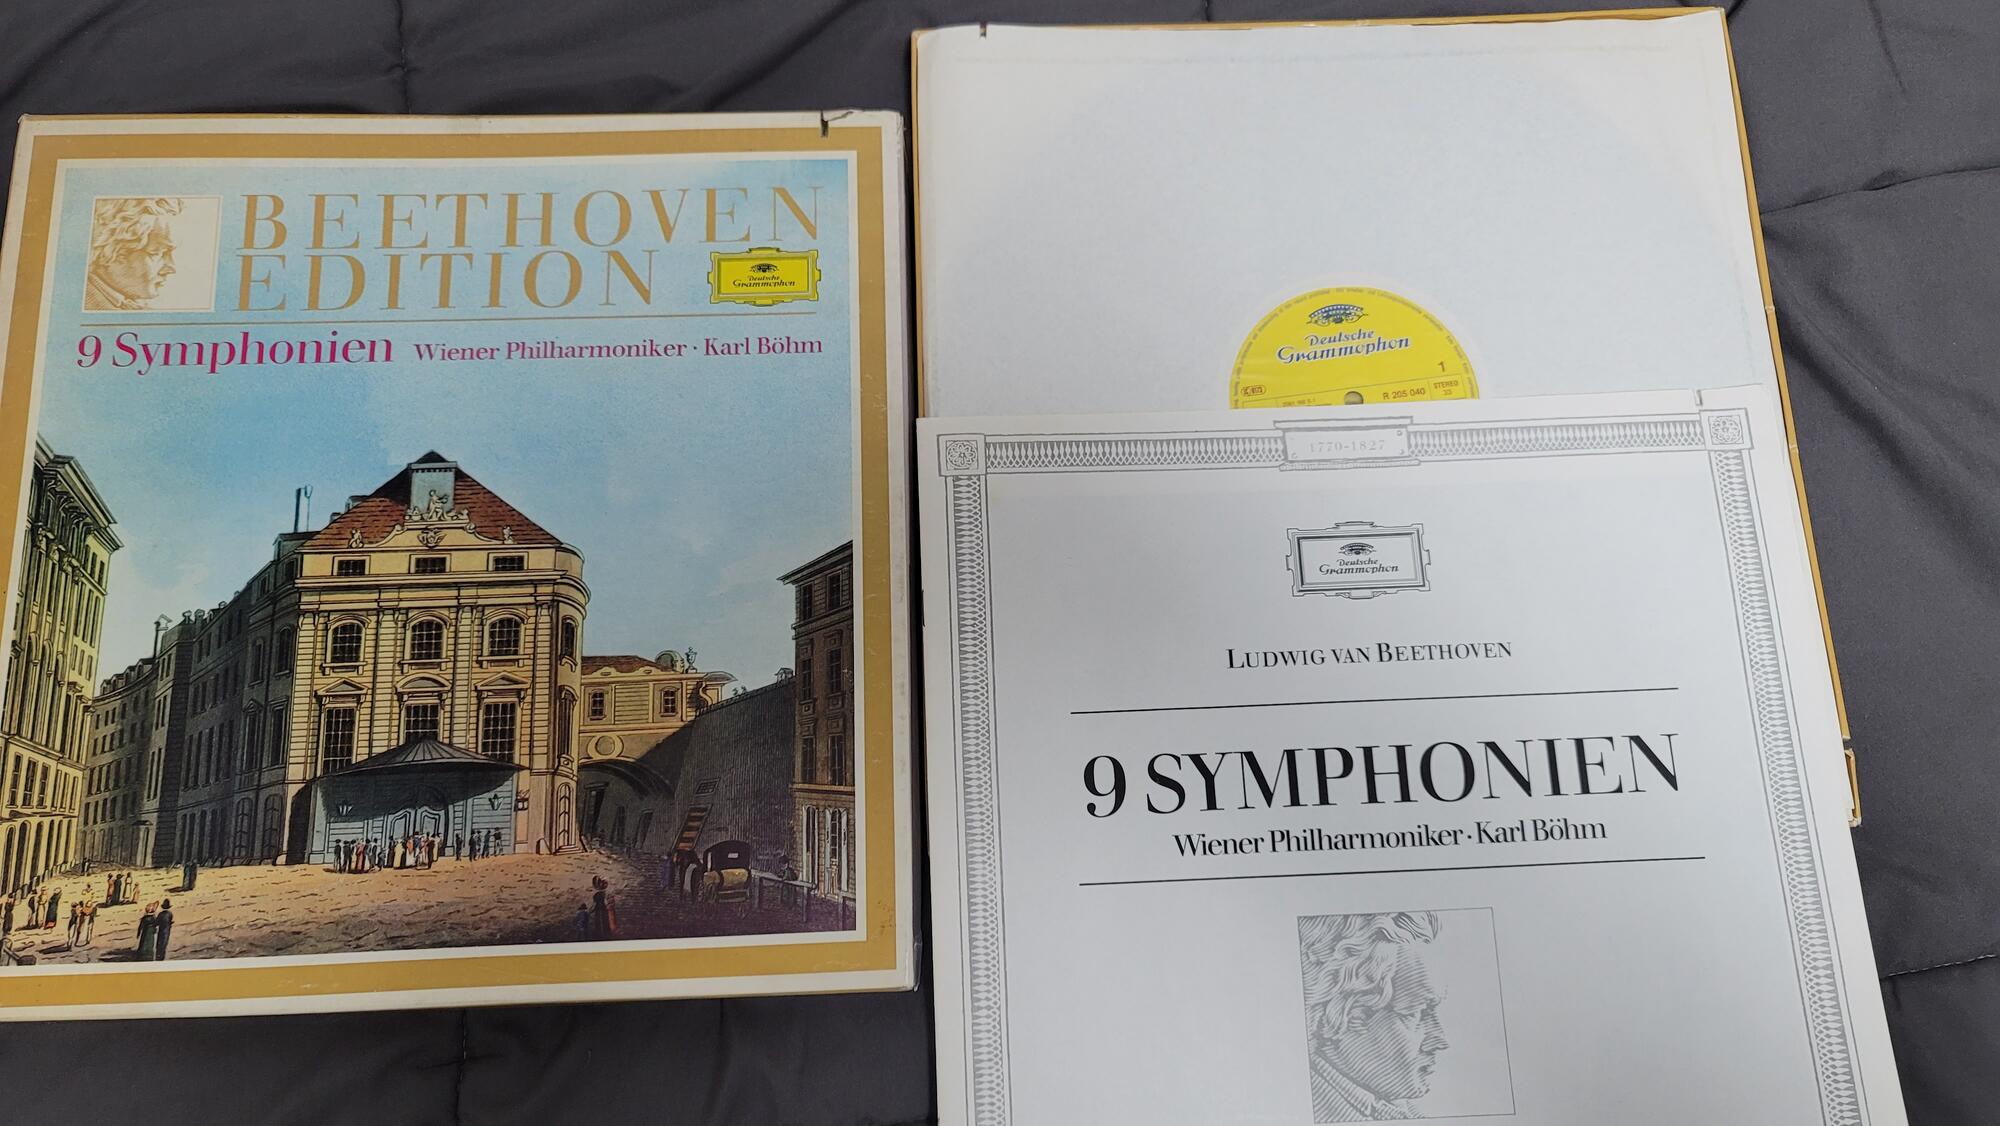 BEETHOVEN
EDITION
Deutsche
Grammophon
9 Symphonien Wiener Philharmoniker · Karl Böhm
Deutsche
Grammophon
1
R 205 040
STEREO
33
1770-1827
Deutsche
Grammophon
LUDWIG VAN BEETHOVEN
9 SYMPHONIEN
Wiener Philharmoniker · Karl Böhm